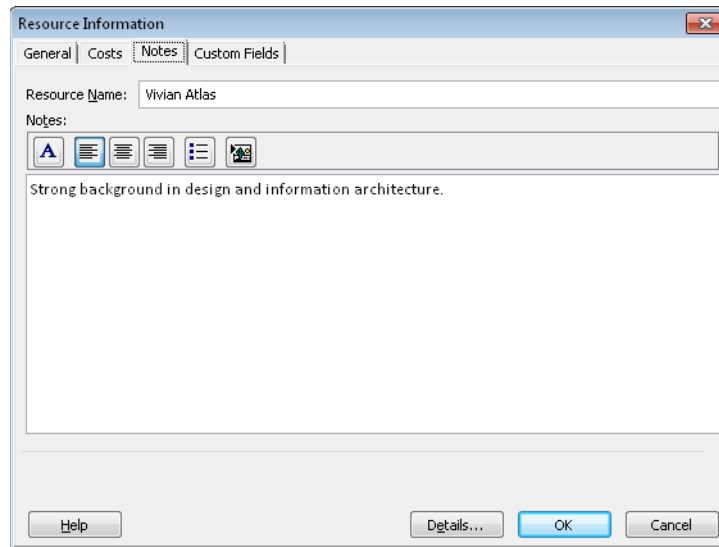 Resource Information
General Costs Notes Custom Fields
Resource Name: Vivian Atlas
Notes:
A
Strong background in design and information architecture.
Help Details... OK Cancel